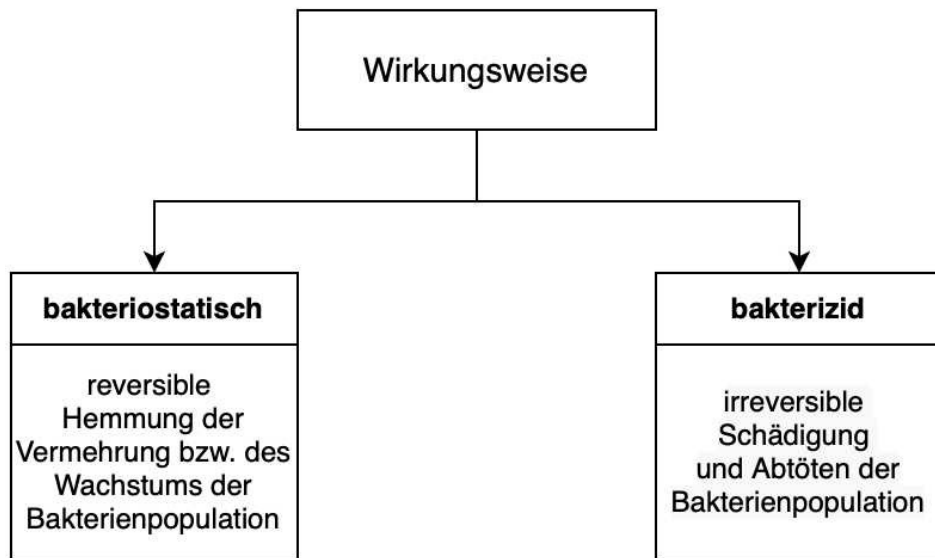 Wirkungsweise
bakteriostatisch
reversible
Hemmung der
Vermehrung bzw. des
Wachstums der
Bakterienpopulation
bakterizid
irreversible
Schädigung
und Abtöten der
Bakterienpopulation